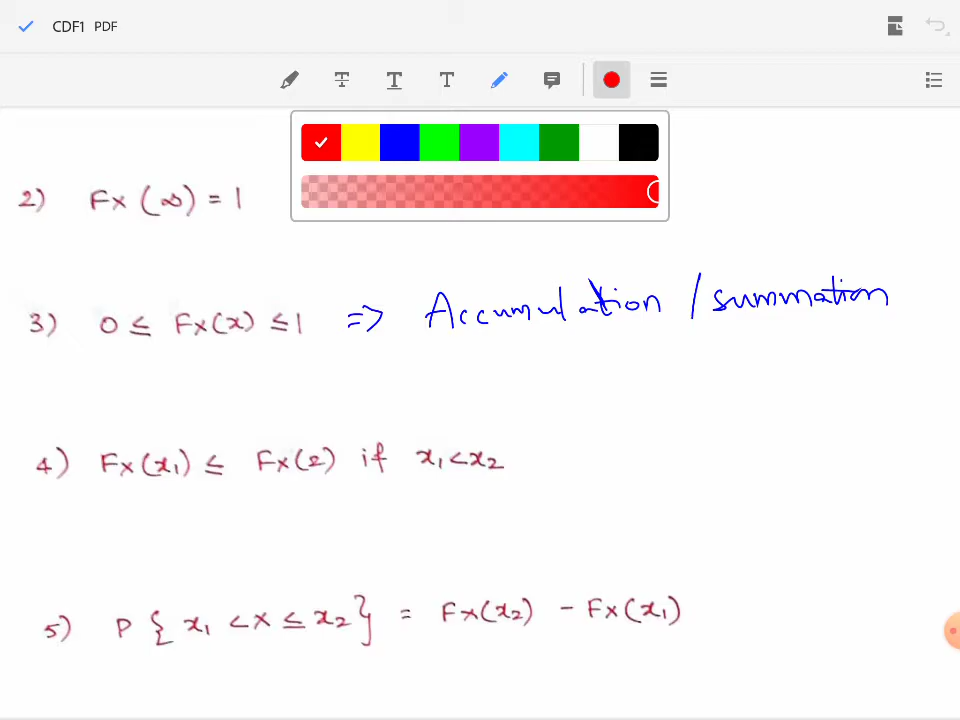 CDF1 PDF
2) Fx (∞) = 1
3) 0 ≤ Fx(x) ≤ 1 => Accumulation / summation
4) Fx(x₁) ≤ Fx(2) if x₁<x₂
5) P { x₁ < X ≤ x₂ } = Fx(x₂) - Fx(x₁)